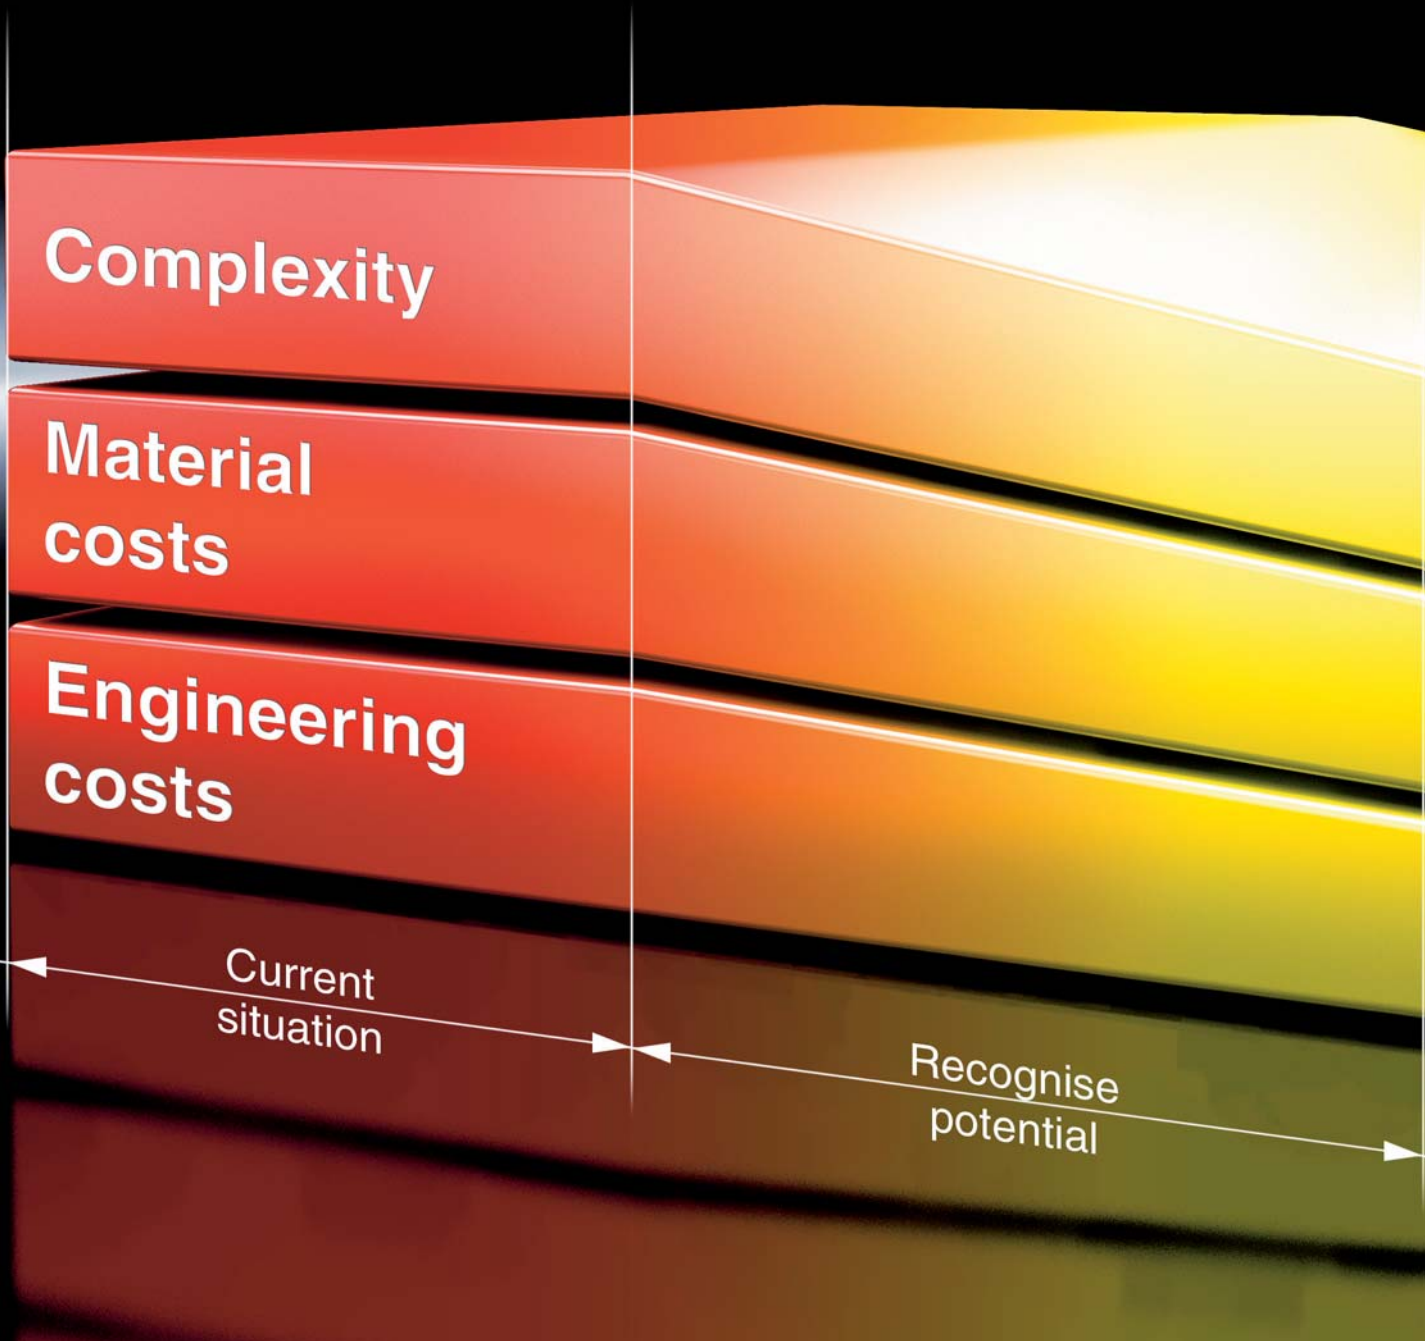 Complexity
Material
costs
Engineering
costs
Current
situation
Recognise
potential